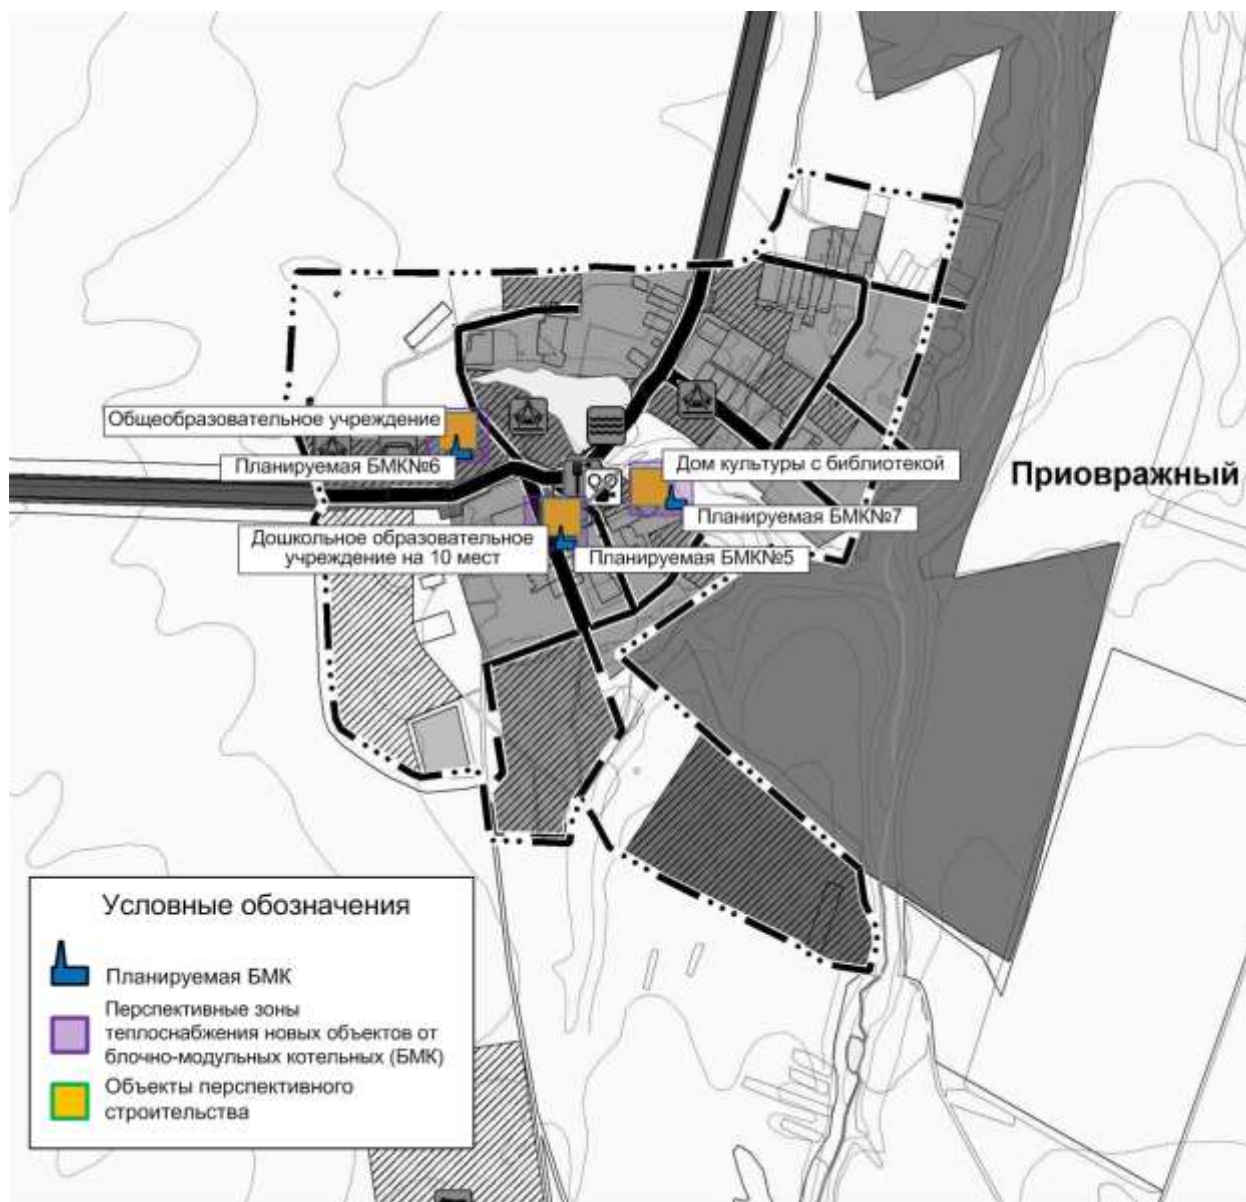 Общеобразовательное учреждение
Планируемая БМК№6
Дом культуры с библиотекой
Приовражный
Планируемая БМК№7
Дошкольное образовательное
учреждение на 10 мест
Планируемая БМК№5
Условные обозначения
Планируемая БМК
Перспективные зоны
теплоснабжения новых объектов от
блочно-модульных котельных (БМК)
Объекты перспективного
строительства